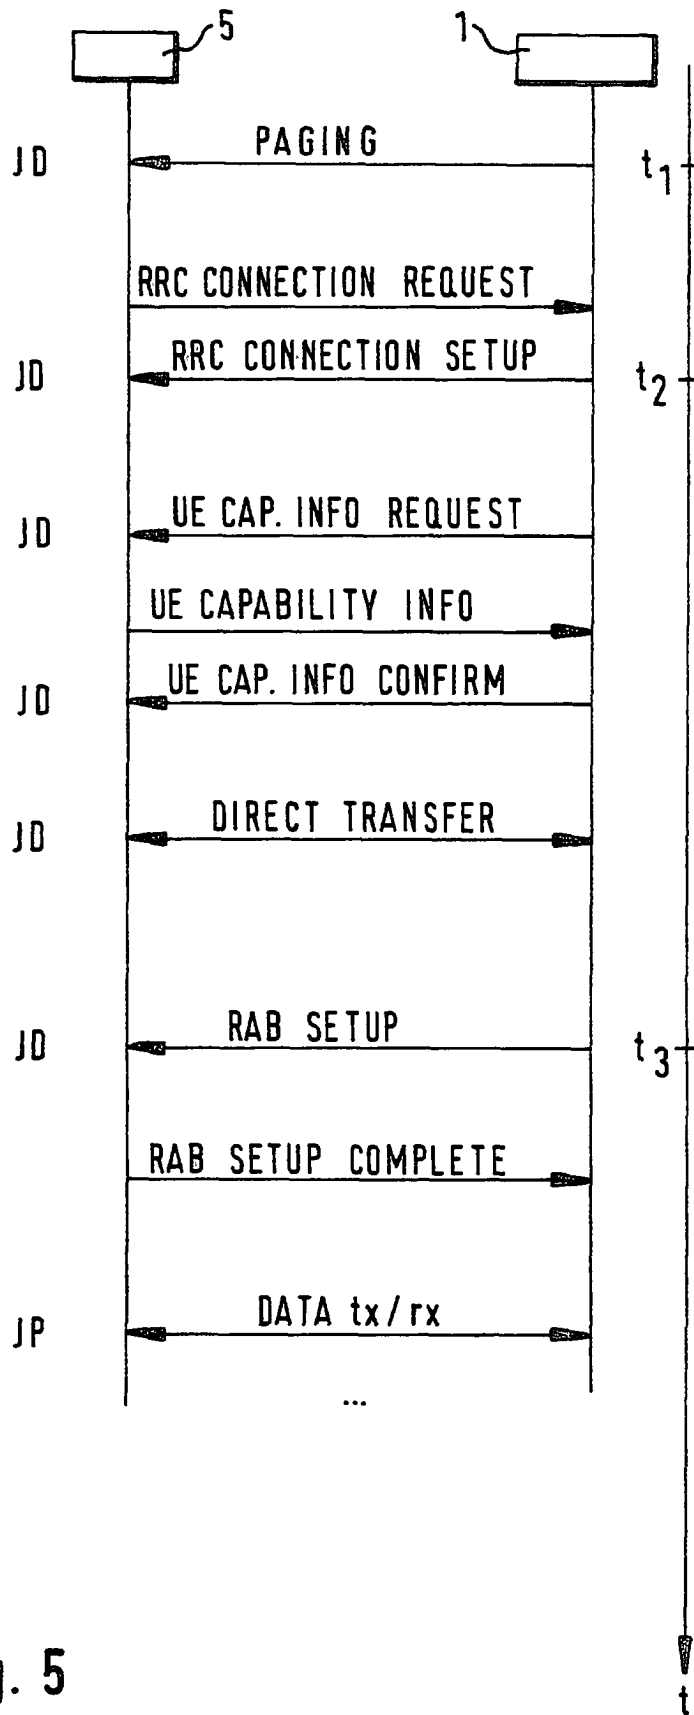 5 1
JD PAGING t1
RRC CONNECTION REQUEST
JD RRC CONNECTION SETUP t2
JD UE CAP. INFO REQUEST
UE CAPABILITY INFO
JD UE CAP. INFO CONFIRM
JD DIRECT TRANSFER
JD RAB SETUP t3
RAB SETUP COMPLETE
JP DATA tx/rx
...
. 5
t